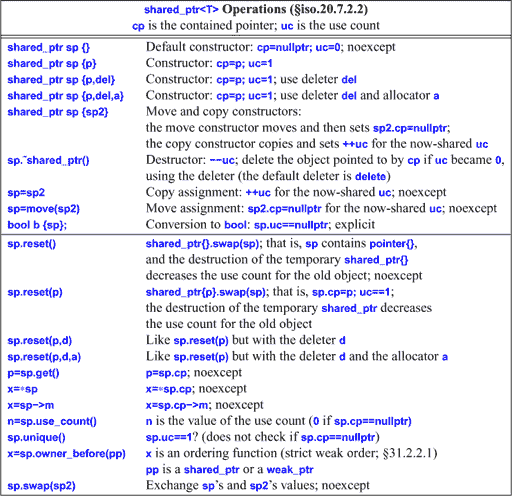 shared_ptr<T> Operations (§iso.20.7.2.2)
cp is the contained pointer; uc is the use count
shared_ptr sp {} Default constructor: cp=nullptr; uc=0; noexcept
shared_ptr sp {p} Constructor: cp=p; uc=1
shared_ptr sp {p,del} Constructor: cp=p; uc=1; use deleter del
shared_ptr sp {p,del,a} Constructor: cp=p; uc=1; use deleter del and allocator a
shared_ptr sp {sp2} Move and copy constructors:
the move constructor moves and then sets sp2.cp=nullptr;
the copy constructor copies and sets ++uc for the now-shared uc
sp.~shared_ptr() Destructor: −−uc; delete the object pointed to by cp if uc became 0,
using the deleter (the default deleter is delete)
sp=sp2 Copy assignment: ++uc for the now-shared uc; noexcept
sp=move(sp2) Move assignment: sp2.cp=nullptr for the now-shared uc; noexcept
bool b {sp}; Conversion to bool: sp.uc==nullptr; explicit
sp.reset() shared_ptr{}.swap(sp); that is, sp contains pointer{},
and the destruction of the temporary shared_ptr{}
decreases the use count for the old object; noexcept
sp.reset(p) shared_ptr{p}.swap(sp); that is, sp.cp=p; uc==1;
the destruction of the temporary shared_ptr decreases
the use count for the old object
sp.reset(p,d) Like sp.reset(p) but with the deleter d
sp.reset(p,d,a) Like sp.reset(p) but with the deleter d and the allocator a
p=sp.get() p=sp.cp; noexcept
x=∗sp x=∗sp.cp; noexcept
x=sp−>m x=sp.cp−>m; noexcept
n=sp.use_count() n is the value of the use count (0 if sp.cp==nullptr)
sp.unique() sp.uc==1? (does not check if sp.cp==nullptr)
x=sp.owner_before(pp) x is an ordering function (strict weak order; §31.2.2.1)
pp is a shared_ptr or a weak_ptr
sp.swap(sp2) Exchange sp's and sp2's values; noexcept